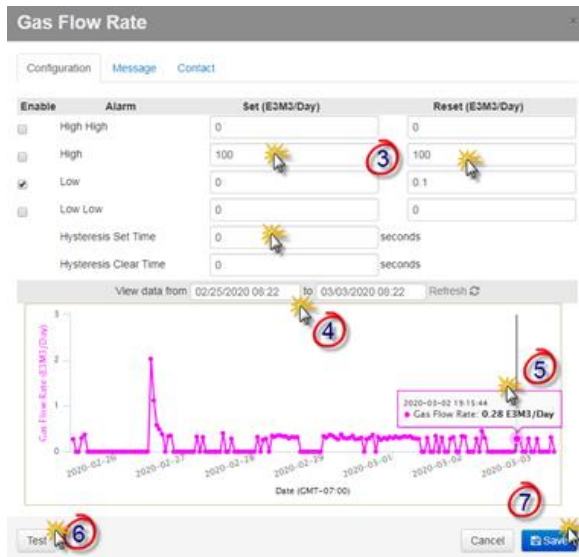 Gas Flow Rate
×
Configuration Message Contact
Enable Alarm Set (E3M3/Day) Reset (E3M3/Day)
High High 0 0
High 100 3 100
Low 0 0.1
Low Low 0 0
Hysteresis Set Time 0 seconds
Hysteresis Clear Time 0 seconds
View data from 02/25/2020 08:22 to 03/03/2020 08:22 Refresh
4
3
2
1
0
Gas Flow Rate (E3M3/Day)
5
2020-03-02 19:15:44
Gas Flow Rate: 0.28 E3M3/Day
2020-02-26 2020-02-27 2020-02-28 2020-02-29 2020-03-01 2020-03-02 2020-03-03
Date (GMT-07:00)
7
Test 6 Cancel Save